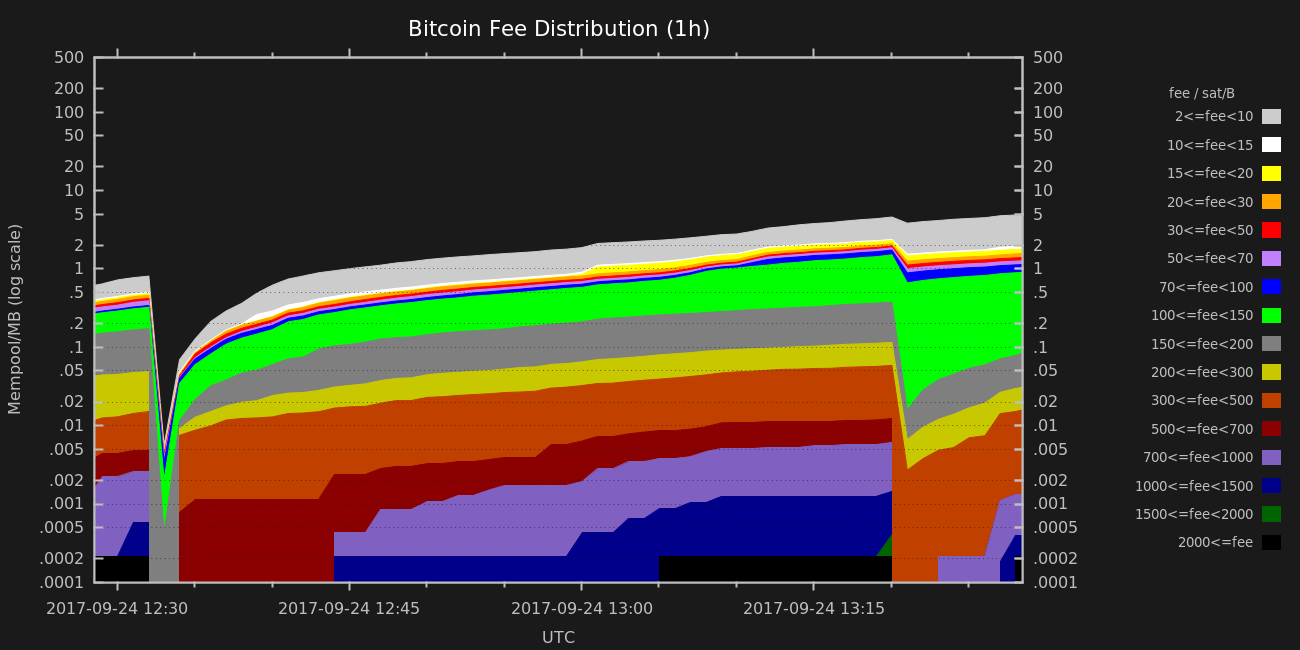 Bitcoin Fee Distribution (1h)
Mempool/MB (log scale)
500
200
100
50
20
10
5
2
1
.5
.2
.1
.05
.02
.01
.005
.002
.001
.0005
.0002
.0001
500
200
100
50
20
10
5
2
1
.5
.2
.1
.05
.02
.01
.005
.002
.001
.0005
.0002
.0001
2017-09-24 12:30
2017-09-24 12:45
2017-09-24 13:00
2017-09-24 13:15
UTC
fee / sat/B
2<=fee<10
10<=fee<15
15<=fee<20
20<=fee<30
30<=fee<50
50<=fee<70
70<=fee<100
100<=fee<150
150<=fee<200
200<=fee<300
300<=fee<500
500<=fee<700
700<=fee<1000
1000<=fee<1500
1500<=fee<2000
2000<=fee